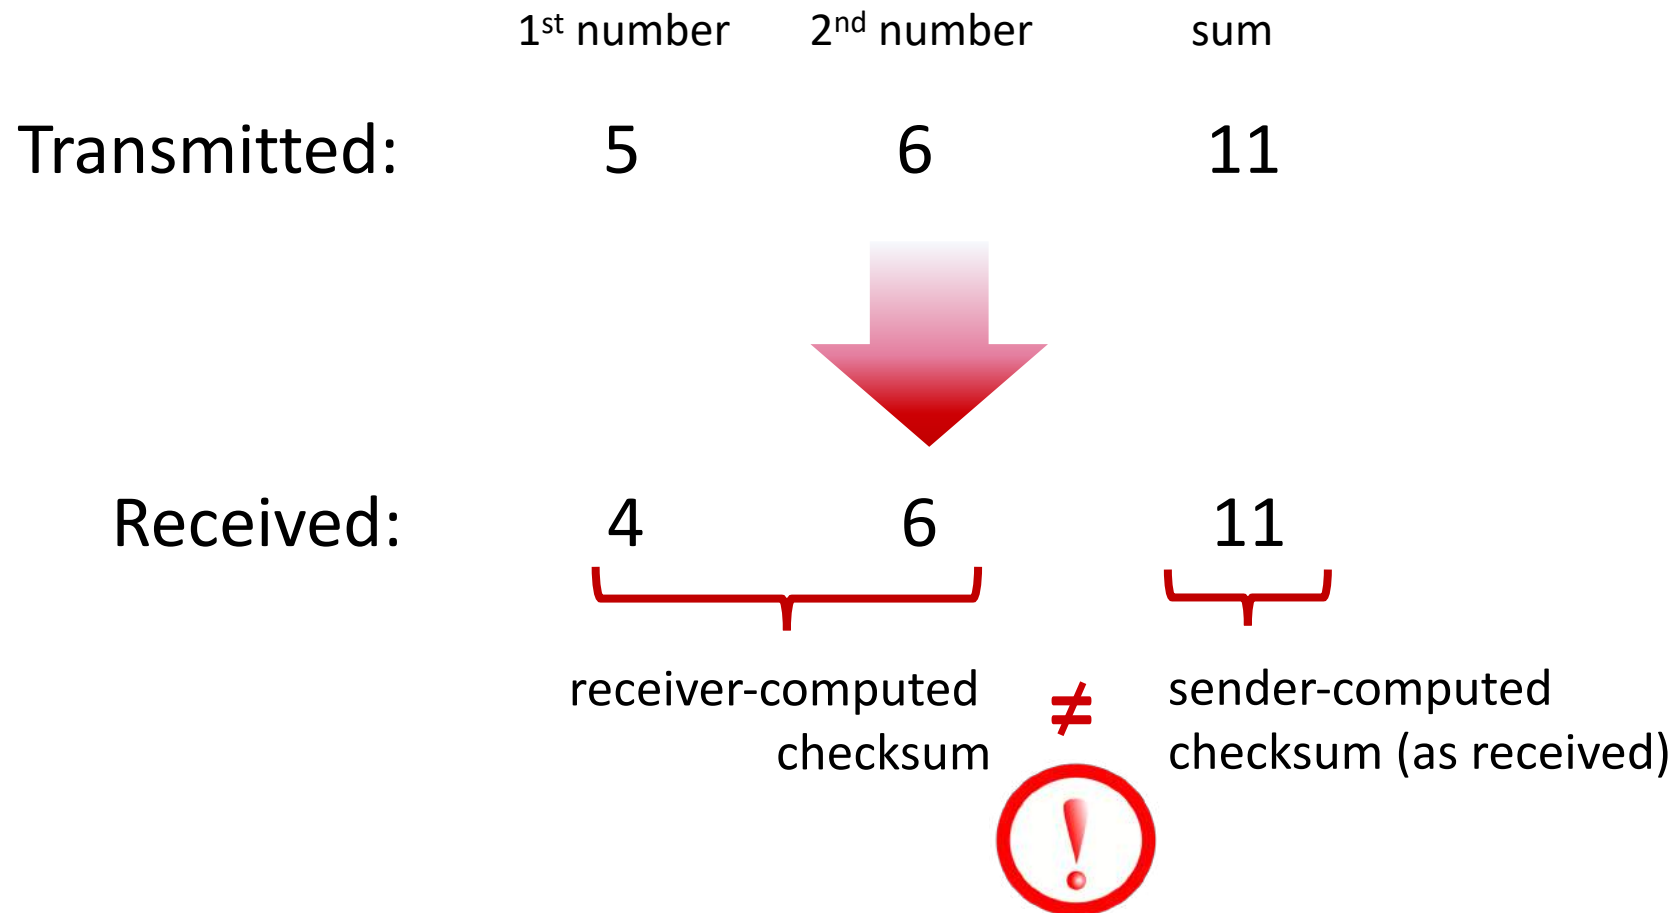 1st number 2nd number sum
Transmitted: 5 6 11
Received: 4 6 11
receiver-computed ≠ sender-computed
checksum checksum (as received)
!